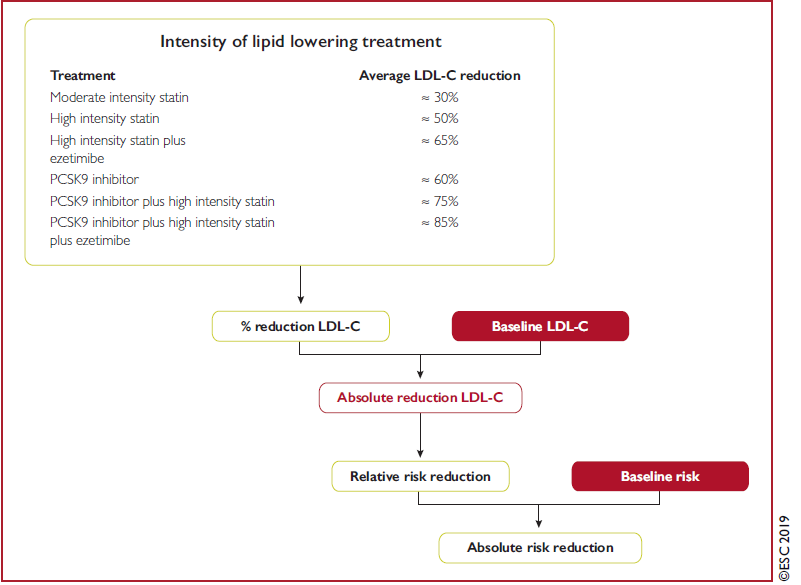 Intensity of lipid lowering treatment
Treatment Average LDL-C reduction
Moderate intensity statin ≈ 30%
High intensity statin ≈ 50%
High intensity statin plus ≈ 65%
ezetimibe
PCSK9 inhibitor ≈ 60%
PCSK9 inhibitor plus high intensity statin ≈ 75%
PCSK9 inhibitor plus high intensity statin ≈ 85%
plus ezetimibe
% reduction LDL-C Baseline LDL-C
Absolute reduction LDL-C
Relative risk reduction Baseline risk
Absolute risk reduction
©ESC 2019